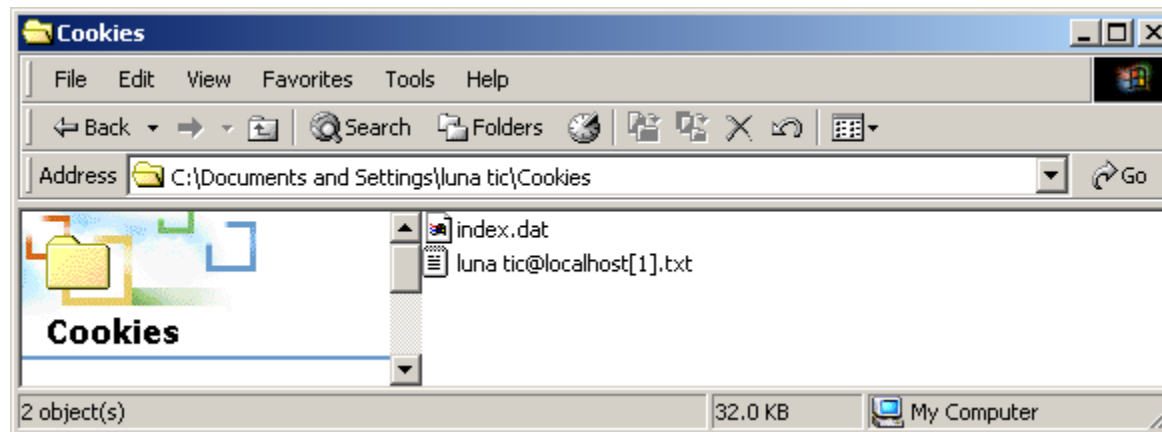 Cookies
File Edit View Favorites Tools Help
Back Search Folders
Address C:\Documents and Settings\luna tic\Cookies Go
index.dat
luna tic@localhost[1].txt
Cookies
2 object(s) 32.0 KB My Computer